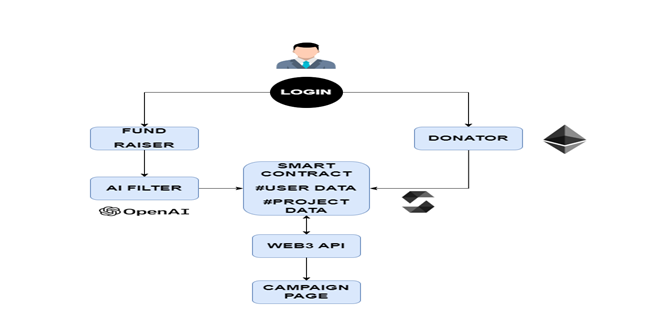 LOGIN
FUND
RAISER
DONATOR
SMART
CONTRACT
#USER DATA
#PROJECT
DATA
AI FILTER
OpenAI
WEB3 API
CAMPAIGN
PAGE